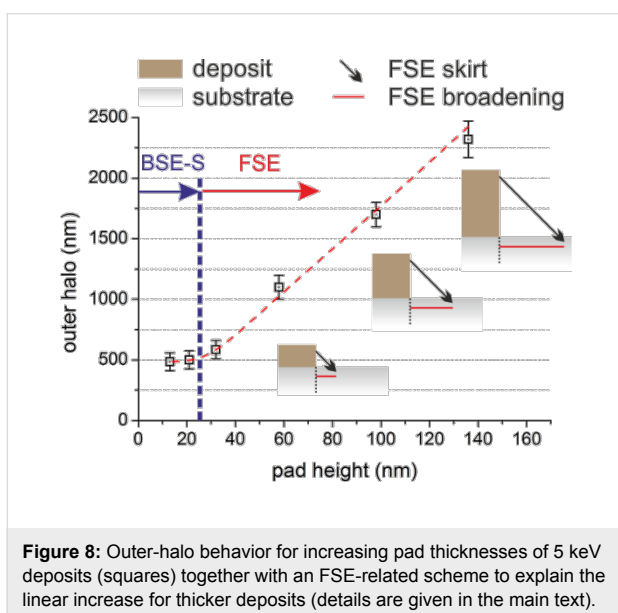 deposit FSE skirt
substrate FSE broadening
2500
2000
1500
1000
500
0
outer halo (nm)
BSE-S FSE
0 20 40 60 80 100 120 140 160
pad height (nm)
Figure 8: Outer-halo behavior for increasing pad thicknesses of 5 keV
deposits (squares) together with an FSE-related scheme to explain the
linear increase for thicker deposits (details are given in the main text).